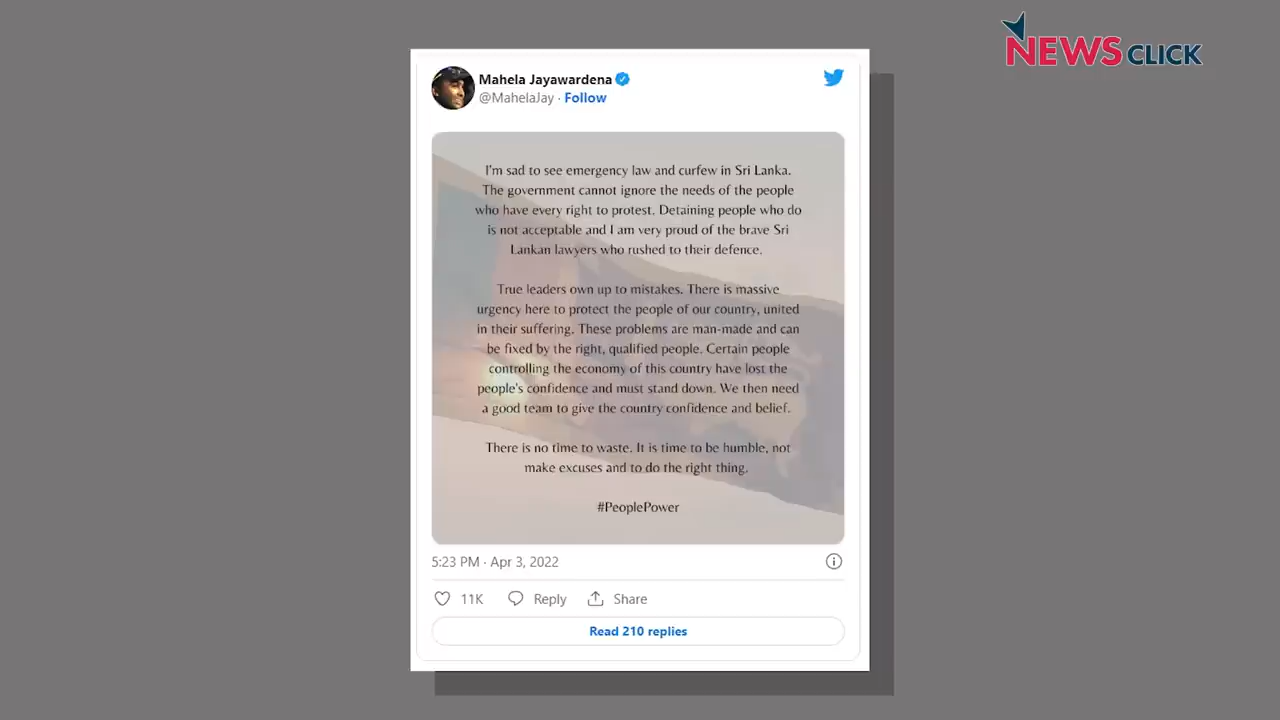 NEWSCLICK
Mahela Jayawardena
@MahelaJay · Follow
I'm sad to see emergency law and curfew in Sri Lanka.
The government cannot ignore the needs of the people
who have every right to protest. Detaining people who do
is not acceptable and I am very proud of the brave Sri
Lankan lawyers who rushed to their defence.
True leaders own up to mistakes. There is massive
urgency here to protect the people of our country, united
in their suffering. These problems are man-made and can
be fixed by the right, qualified people. Certain people
controlling the economy of this country have lost the
people's confidence and must stand down. We then need
a good team to give the country confidence and belief.
There is no time to waste. It is time to be humble, not
make excuses and to do the right thing.
#PeoplePower
5:23 PM · Apr 3, 2022
11K Reply Share
Read 210 replies